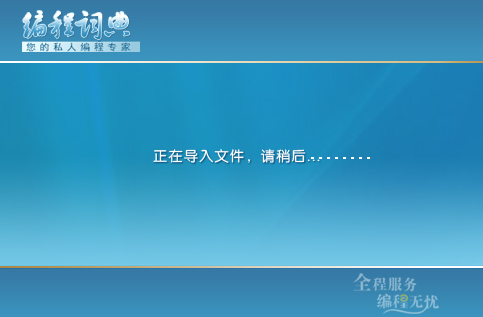 编程词典
您的私人编程专家
正在导入文件，请稍后...........
全程服务
编程无忧